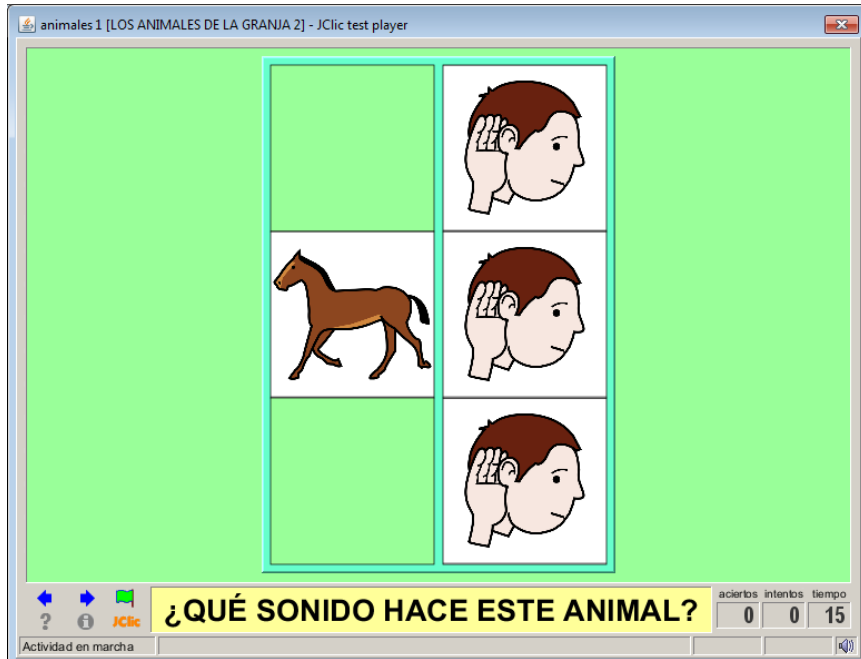 animales 1 [LOS ANIMALES DE LA GRANJA 2] - JClic test player
¿QUÉ SONIDO HACE ESTE ANIMAL?
aciertos intentos tiempo
0 0 15
? i JClic
Actividad en marcha